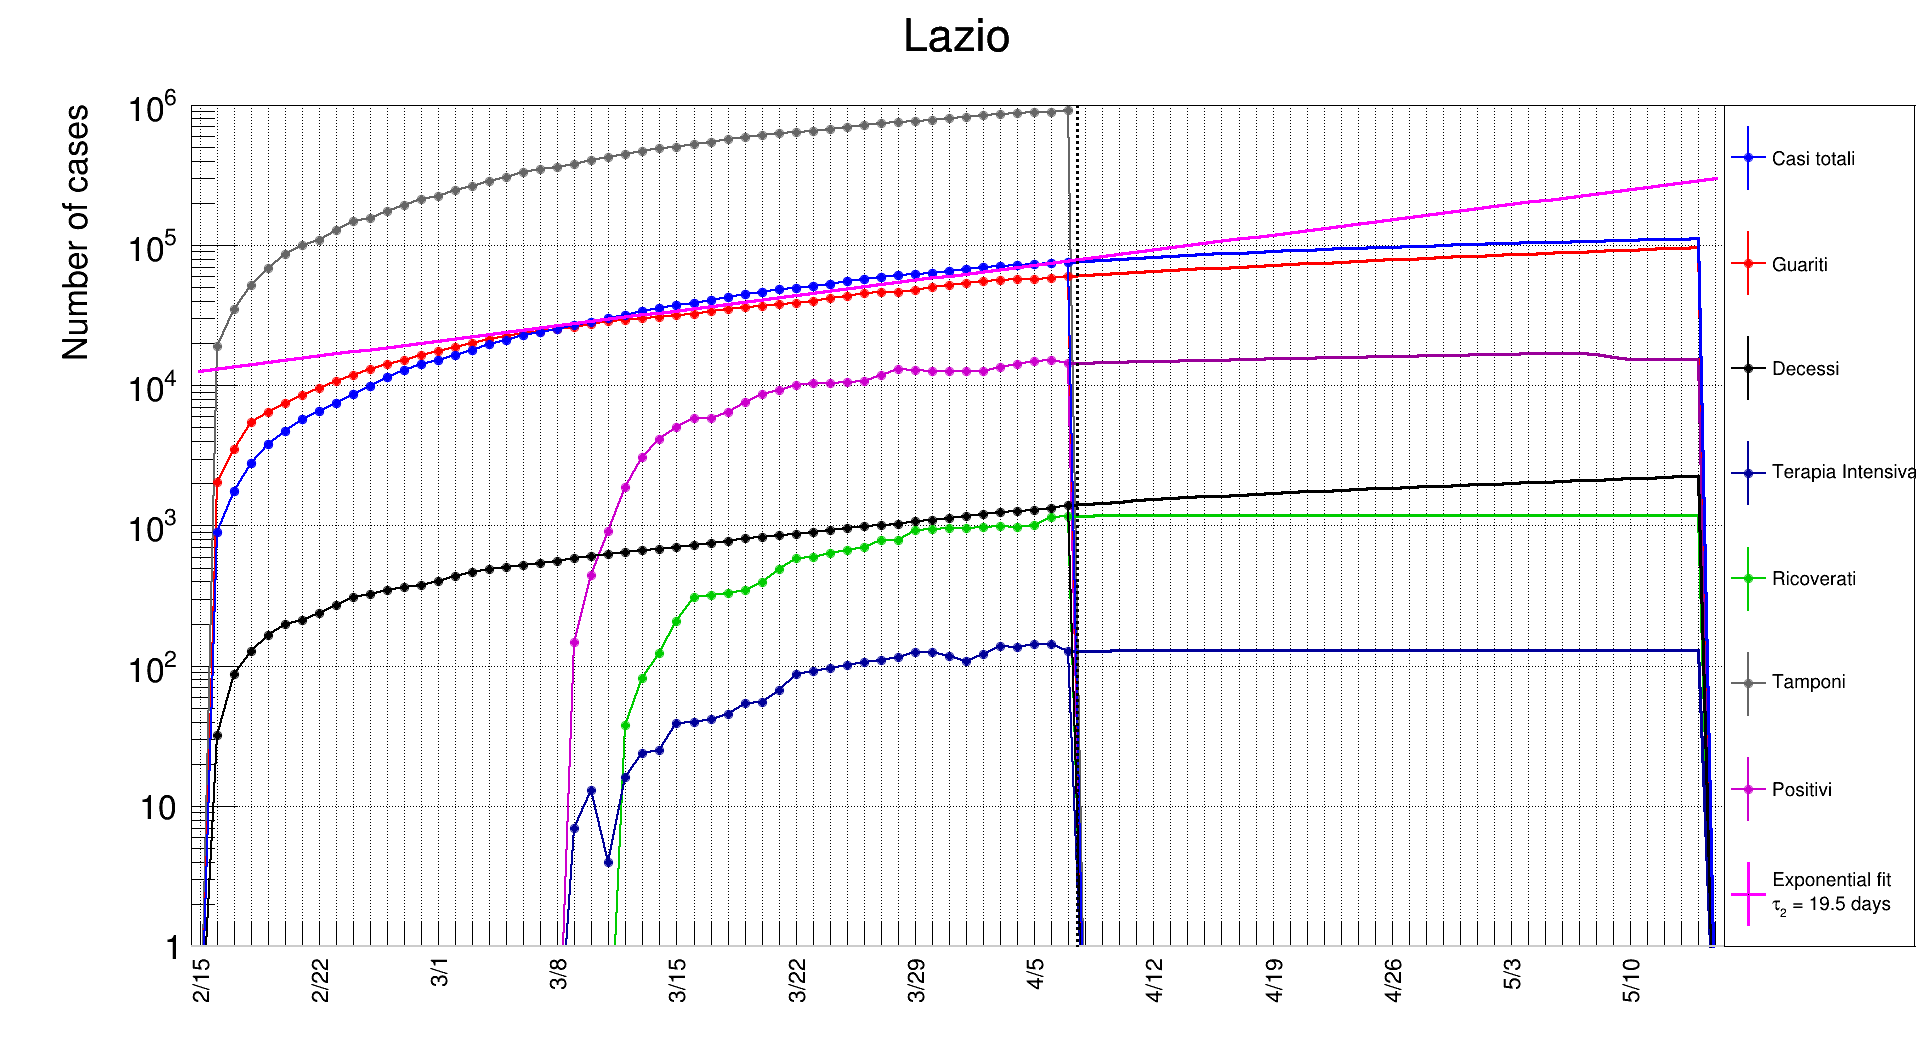 Lazio
Number of cases
10^6
10^5
10^4
10^3
10^2
10
1
2/15
2/22
3/1
3/8
3/15
3/22
3/29
4/5
4/12
4/19
4/26
5/3
5/10
Casi totali
Guariti
Decessi
Terapia Intensiva
Ricoverati
Tamponi
Positivi
Exponential fit
τ_2 = 19.5 days